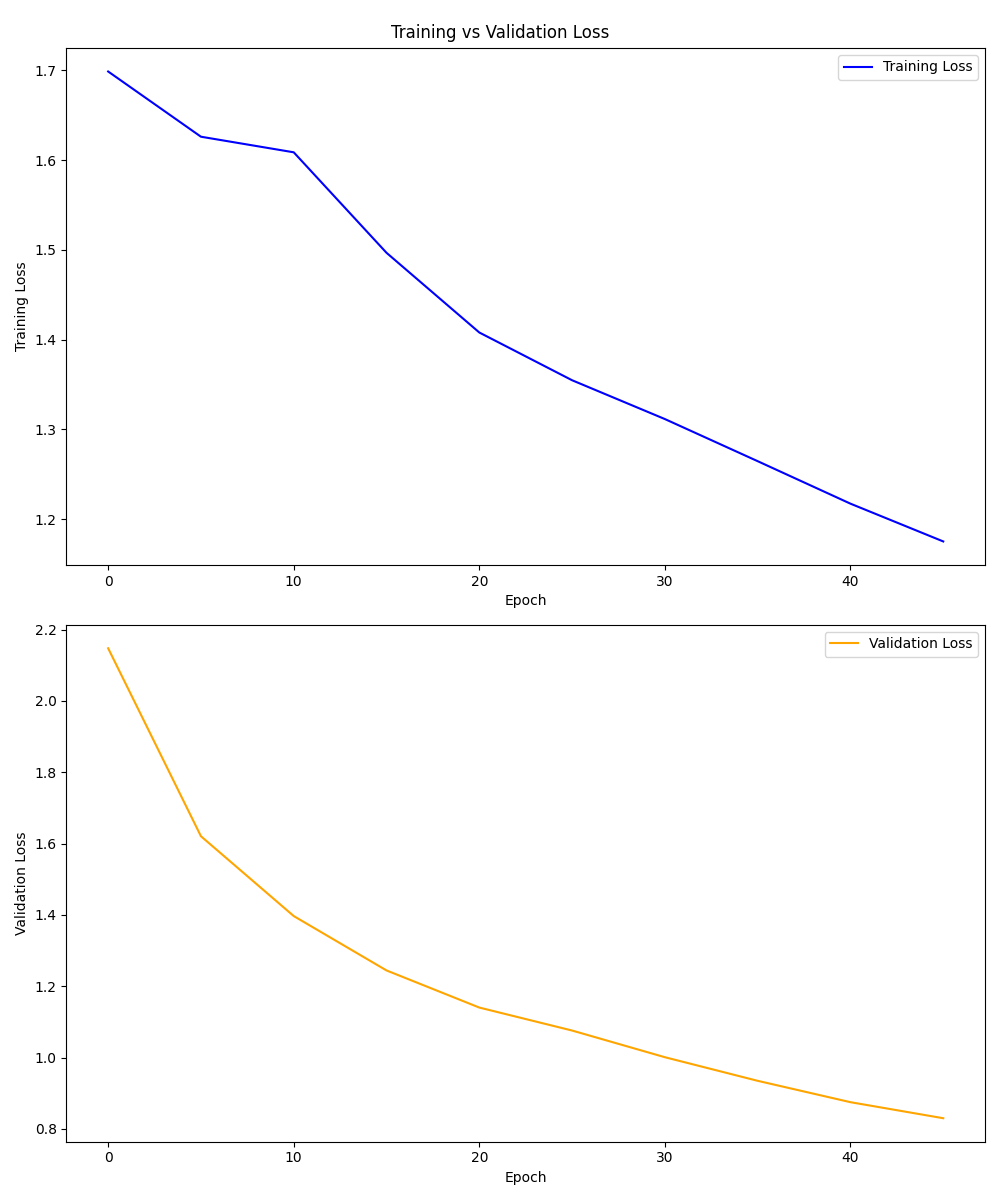 Training vs Validation Loss
Training Loss
1.7
1.6
1.5
1.4
1.3
1.2
Training Loss
0 10 20 30 40
Epoch
Validation Loss
2.2
2.0
1.8
1.6
1.4
1.2
1.0
0.8
Validation Loss
0 10 20 30 40
Epoch